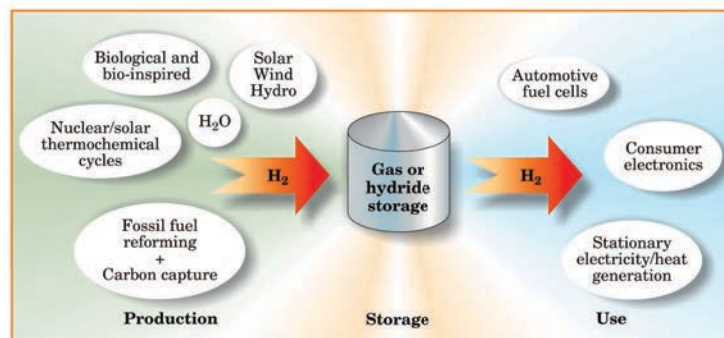 Biological and
bio-inspired
Solar
Wind
Hydro
H₂O
Nuclear/solar
thermochemical
cycles
Fossil fuel
reforming
+
Carbon capture
H₂
Gas or
hydride
storage
H₂
Automotive
fuel cells
Consumer
electronics
Stationary
electricity/heat
generation
Production
Storage
Use